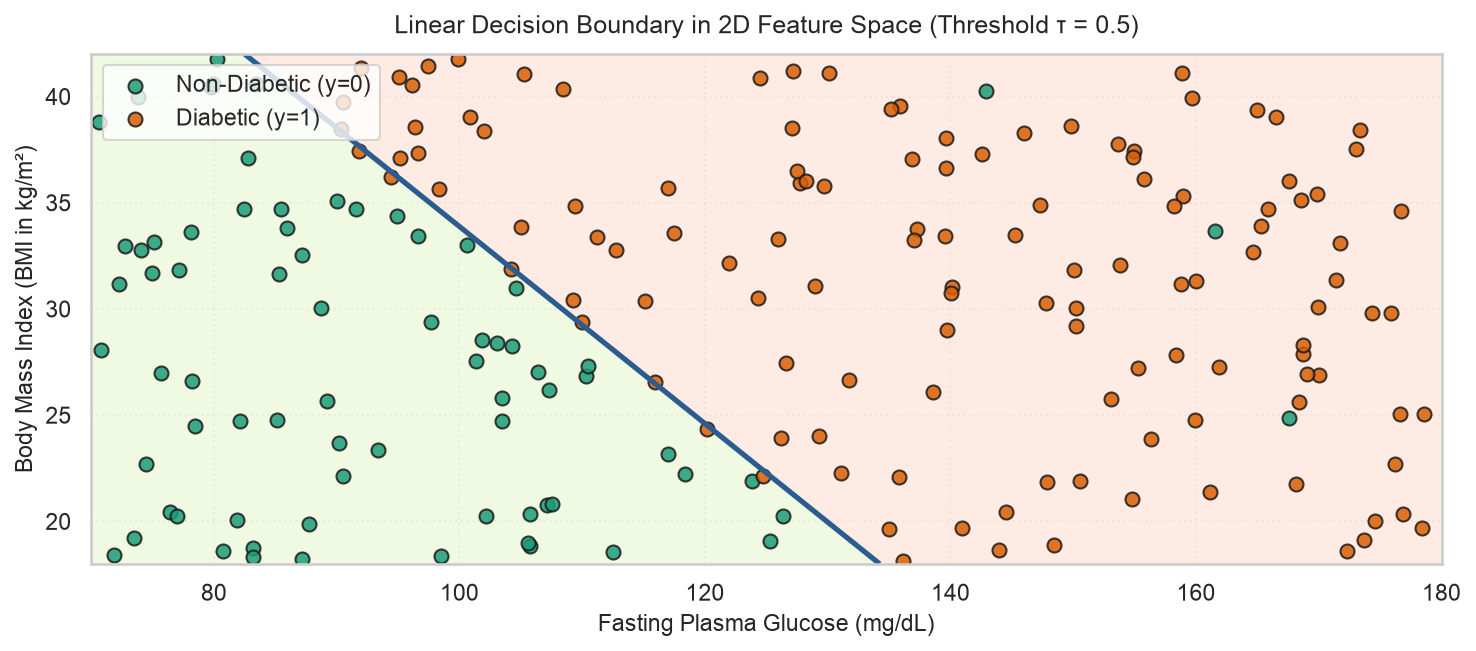 Linear Decision Boundary in 2D Feature Space (Threshold τ = 0.5)
Non-Diabetic (y=0)
Diabetic (y=1)
Body Mass Index (BMI in kg/m²)
40
35
30
25
20
80 100 120 140 160 180
Fasting Plasma Glucose (mg/dL)